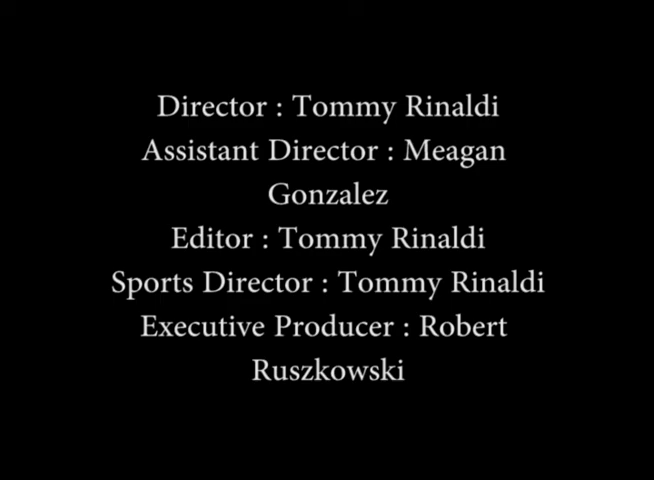 Director : Tommy Rinaldi
Assistant Director : Meagan
Gonzalez
Editor : Tommy Rinaldi
Sports Director : Tommy Rinaldi
Executive Producer : Robert
Ruszkowski